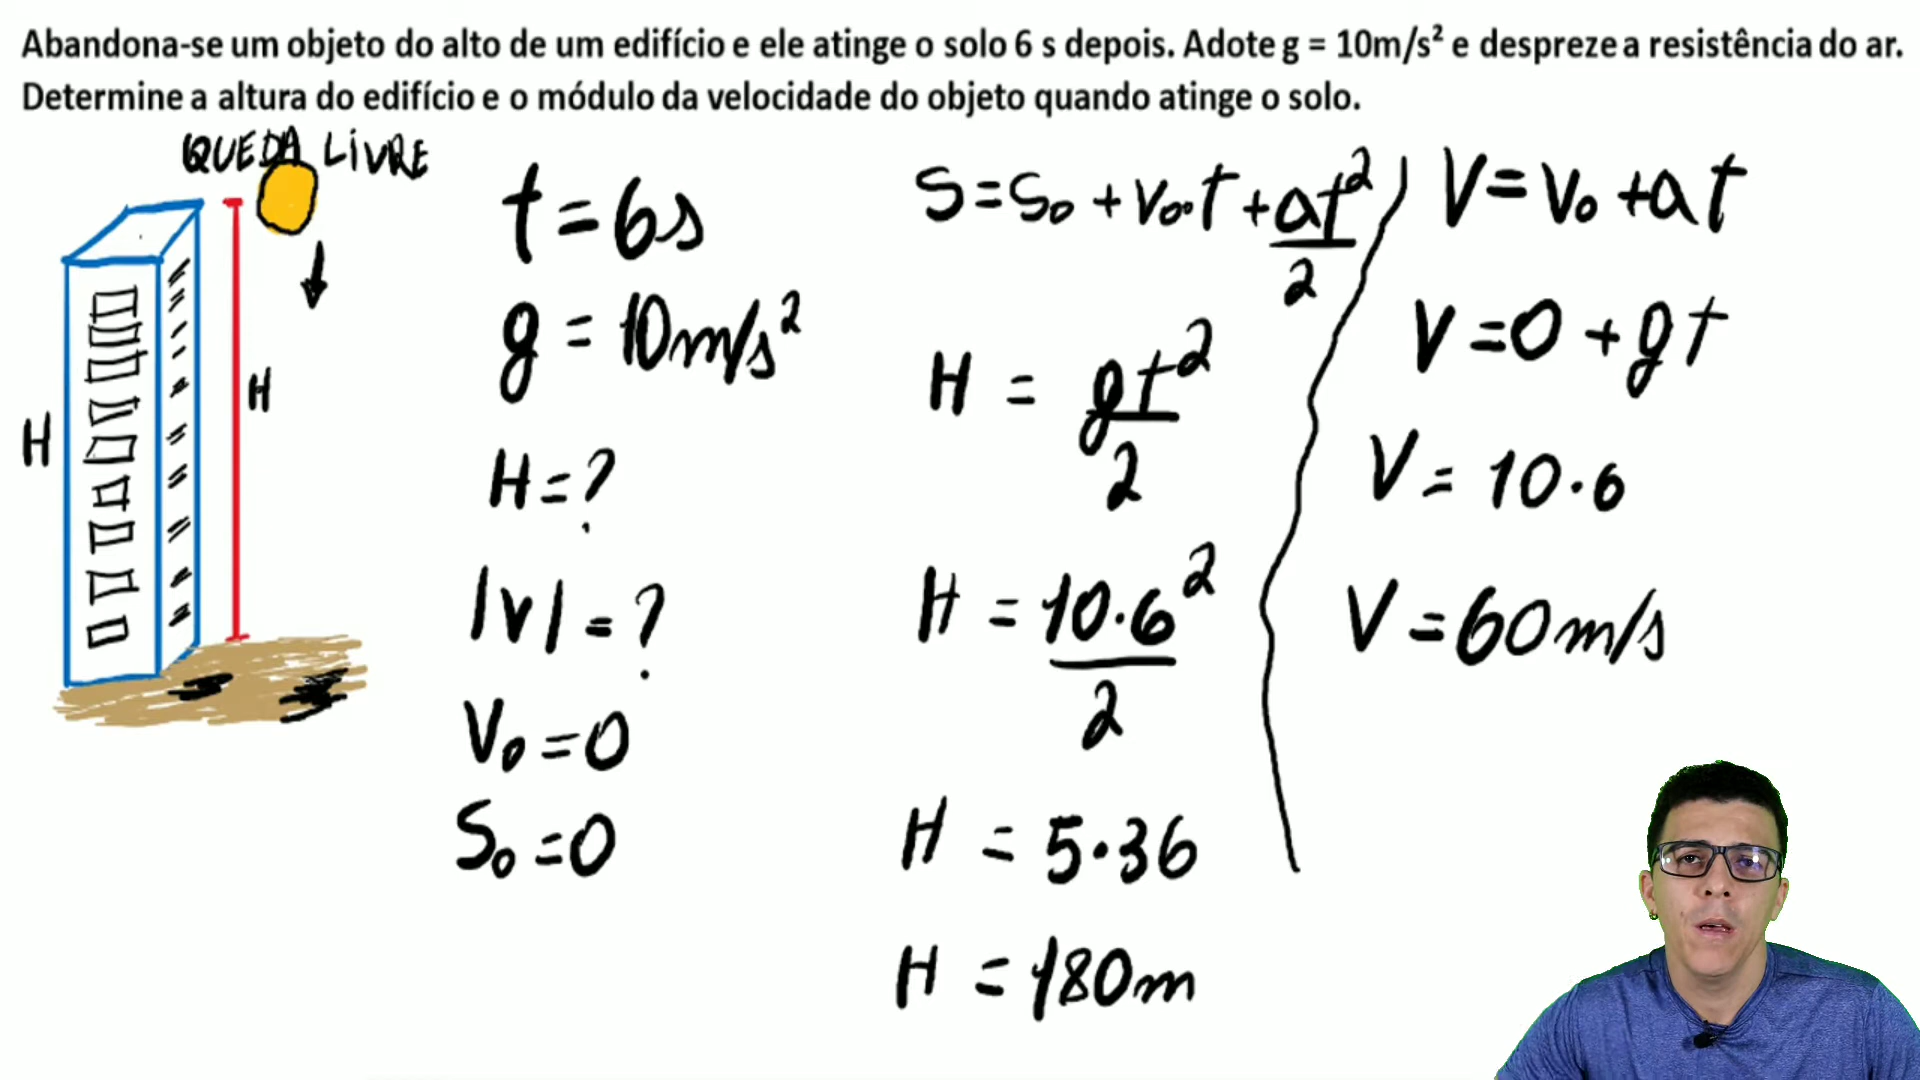 Abandona-se um objeto do alto de um edifício e ele atinge o solo 6 s depois. Adote g = 10m/s² e despreze a resistência do ar.
Determine a altura do edifício e o módulo da velocidade do objeto quando atinge o solo.
QUEDA LIVRE
H
H
t = 6s
g = 10m/s²
H = ?
|v| = ?
V₀ = 0
S₀ = 0
S = S₀ + V₀·t + at²/2
H = gt²/2
H = 10·6²/2
H = 5·36
H = 180m
V = V₀ + at
V = 0 + gt
V = 10·6
V = 60m/s